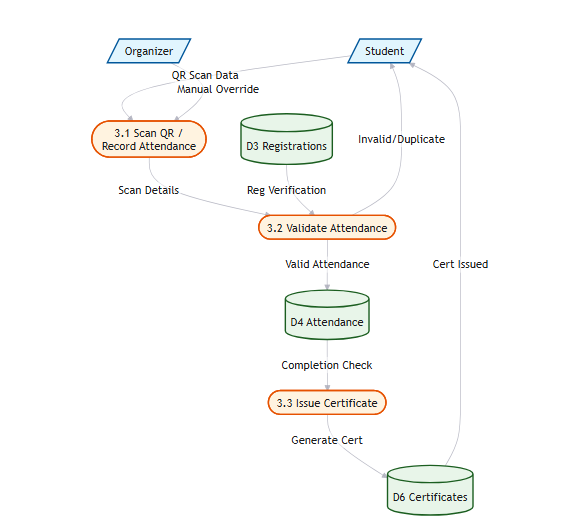 Organizer
Student
QR Scan Data
Manual Override
3.1 Scan QR /
Record Attendance
D3 Registrations
Invalid/Duplicate
Scan Details
Reg Verification
3.2 Validate Attendance
Valid Attendance
Cert Issued
D4 Attendance
Completion Check
3.3 Issue Certificate
Generate Cert
D6 Certificates